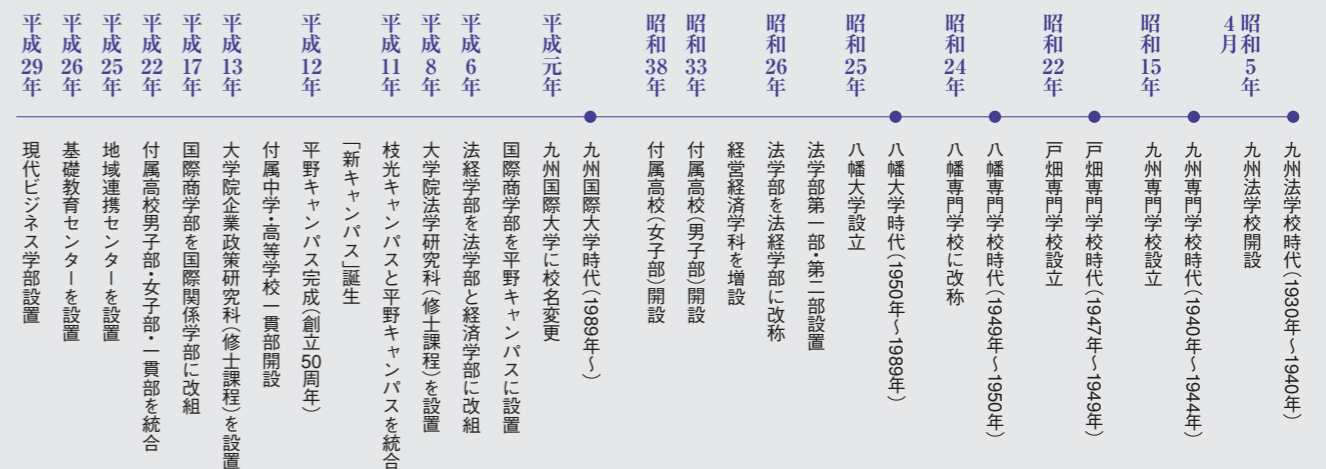 九州法学校時代(1930年〜1940年)
昭和5年
4月
九州法学校開設
九州専門学校時代(1940年〜1944年)
昭和15年
九州専門学校設立
戸畑専門学校時代(1947年〜1949年)
昭和22年
戸畑専門学校設立
八幡専門学校時代(1949年〜1950年)
昭和24年
八幡専門学校に改称
八幡大学時代(1950年〜1989年)
昭和25年
八幡大学設立
法学部第一部・第二部設置
昭和26年
法学部を法経学部に改称
経営経済学科を増設
昭和33年
付属高校(男子部)開設
昭和38年
付属高校(女子部)開設
九州国際大学時代(1989年〜)
平成元年
九州国際大学に校名変更
国際商学部を平野キャンパスに設置
平成6年
法経学部を法学部と経済学部に改組
平成8年
大学院法学研究科(修士課程)を設置
平成11年
枝光キャンパスと平野キャンパスを統合
「新キャンパス」誕生
平成12年
平野キャンパス完成(創立50周年)
付属中学・高等学校一貫部開設
平成13年
大学院企業政策研究科(修士課程)を設置
平成17年
国際商学部を国際関係学部に改組
平成22年
付属高校男子部・女子部・一貫部を統合
平成25年
地域連携センターを設置
平成26年
基礎教育センターを設置
平成29年
現代ビジネス学部設置